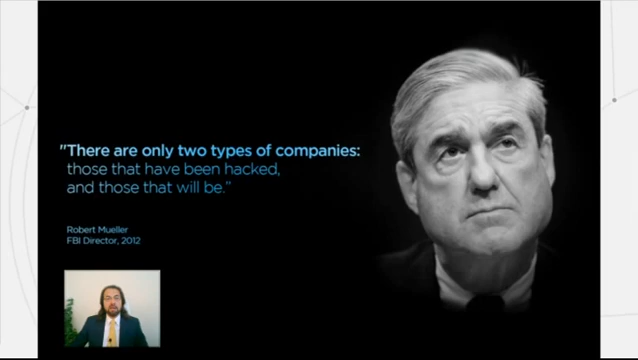 "There are only two types of companies:
those that have been hacked,
and those that will be."
Robert Mueller
FBI Director, 2012